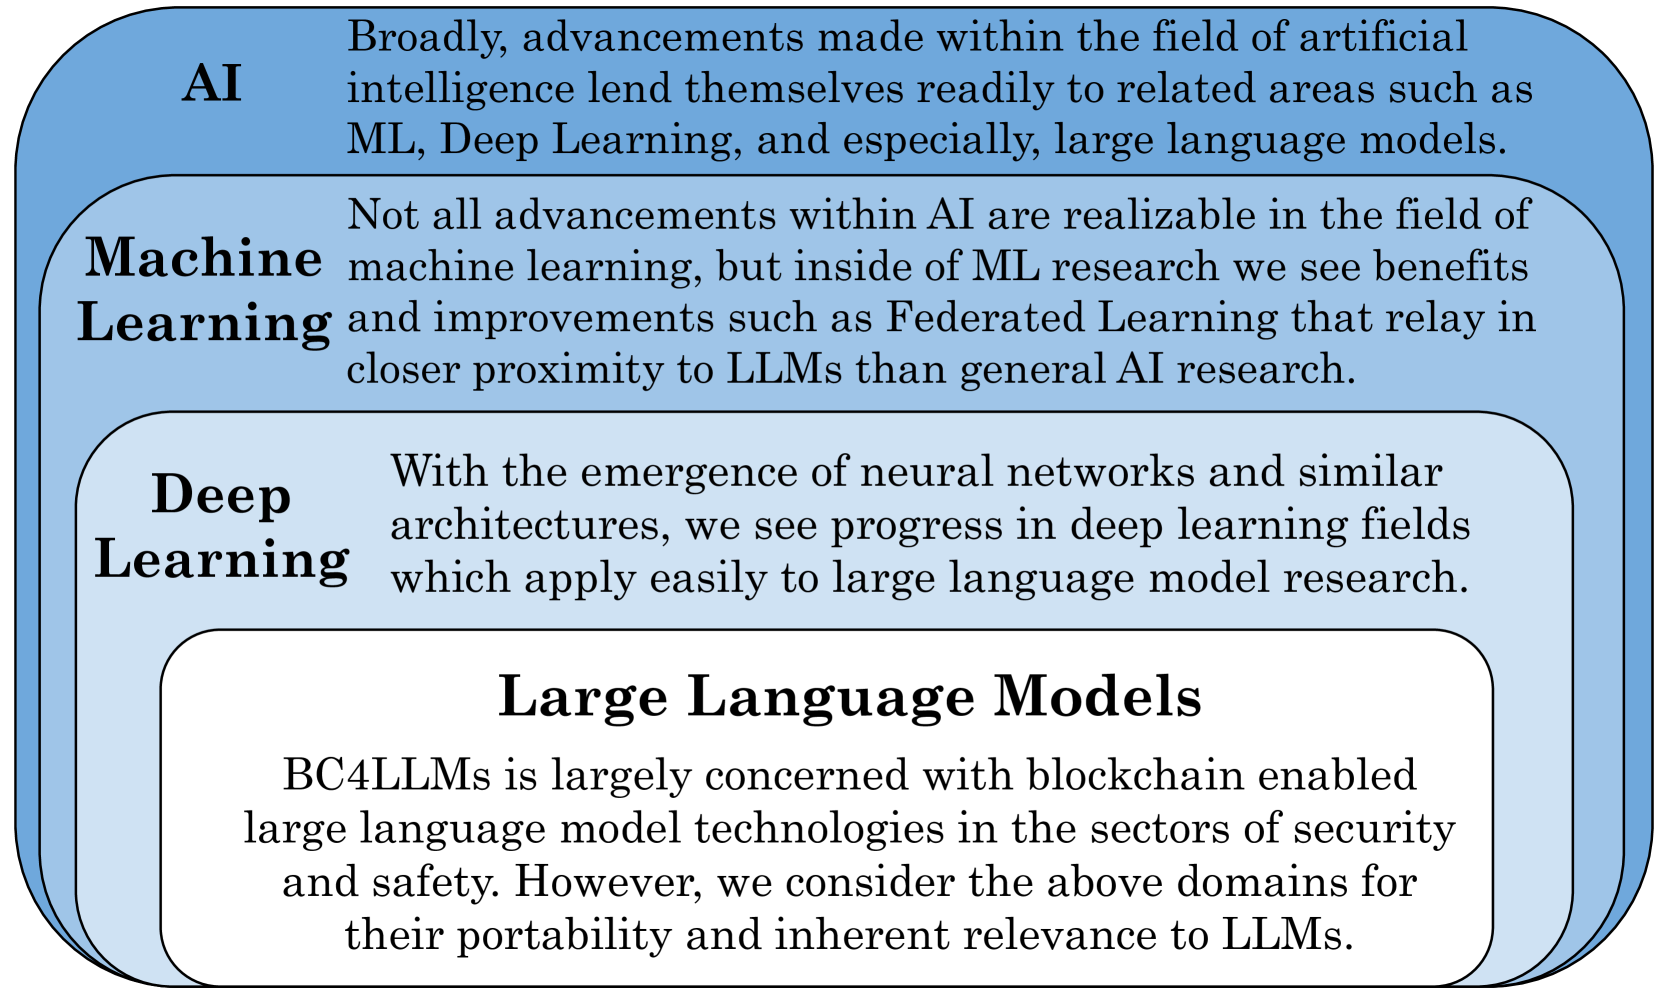 AI
Broadly, advancements made within the field of artificial
intelligence lend themselves readily to related areas such as
ML, Deep Learning, and especially, large language models.
Machine
Learning
Not all advancements within AI are realizable in the field of
machine learning, but inside of ML research we see benefits
and improvements such as Federated Learning that relay in
closer proximity to LLMs than general AI research.
Deep
Learning
With the emergence of neural networks and similar
architectures, we see progress in deep learning fields
which apply easily to large language model research.
Large Language Models
BC4LLMs is largely concerned with blockchain enabled
large language model technologies in the sectors of security
and safety. However, we consider the above domains for
their portability and inherent relevance to LLMs.